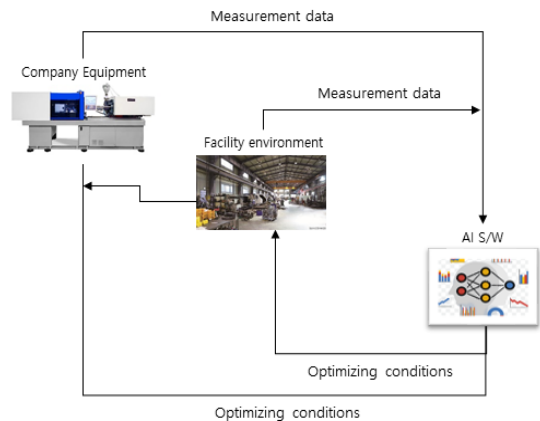 Measurement data
Company Equipment
Measurement data
Facility environment
AI S/W
Optimizing conditions
Optimizing conditions